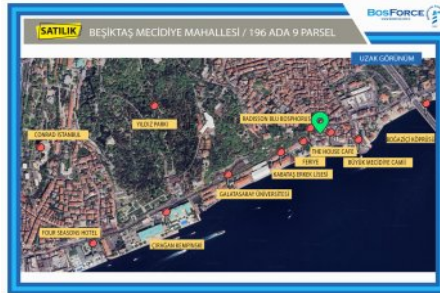 BOSFORCE
SATILIK
BEŞİKTAŞ MECİDİYE MAHALLESİ / 196 ADA 9 PARSEL
UZAK GÖRÜNÜM
YILDIZ PARKI
RADISSON BLU BOSPHORUS
CONRAD ISTANBUL
BOĞAZİÇİ KÖPRÜSÜ
THE HOUSE CAFE
FERİYE
BÜYÜK MECİDİYE CAMİİ
KABATAŞ ERKEK LİSESİ
GALATASARAY ÜNİVERSİTESİ
FOUR SEASONS HOTEL
ÇIRAĞAN KEMPINSKI